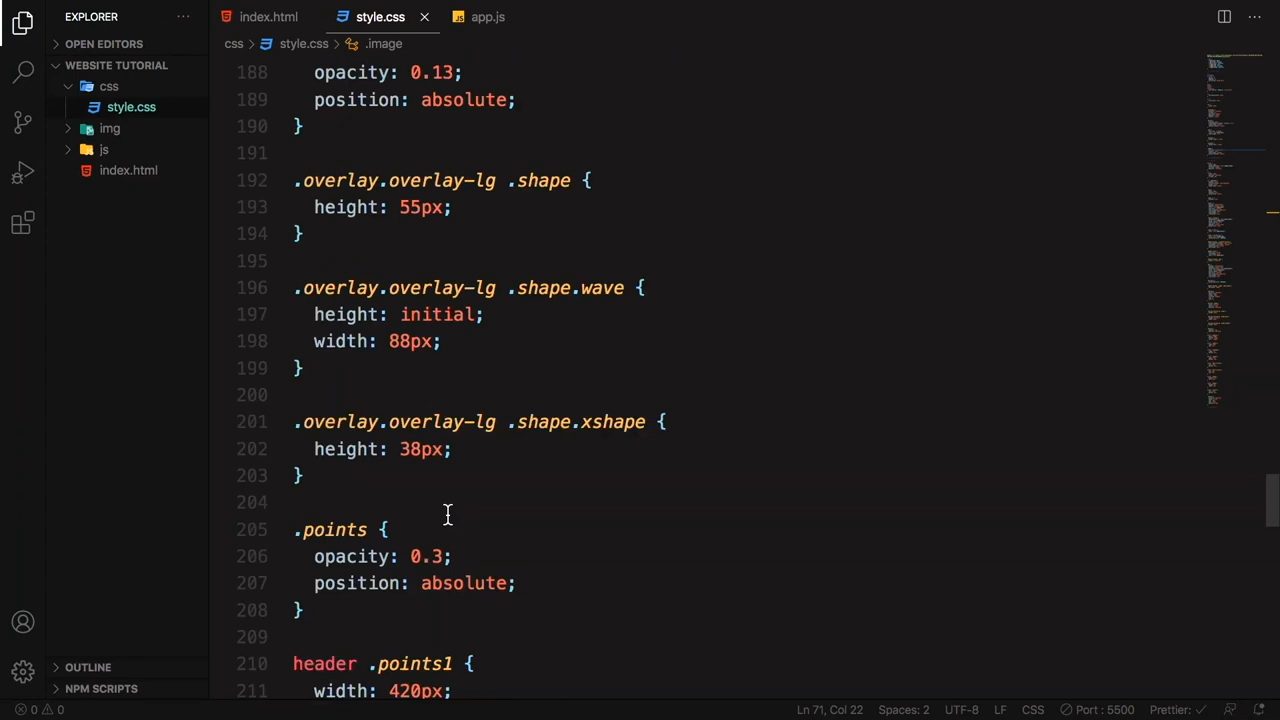 EXPLORER
index.html
style.css
app.js
OPEN EDITORS
css > style.css > .image
WEBSITE TUTORIAL
css
style.css
img
js
index.html
188 opacity: 0.13;
189 position: absolute;
190 }
191
192 .overlay.overlay-lg .shape {
193 height: 55px;
194 }
195
196 .overlay.overlay-lg .shape.wave {
197 height: initial;
198 width: 88px;
199 }
200
201 .overlay.overlay-lg .shape.xshape {
202 height: 38px;
203 }
204
205 .points {
206 opacity: 0.3;
207 position: absolute;
208 }
209
210 header .points1 {
211 width: 420px;
OUTLINE
NPM SCRIPTS
0 0
Ln 71, Col 22 Spaces: 2 UTF-8 LF CSS Port : 5500 Prettier: ✓